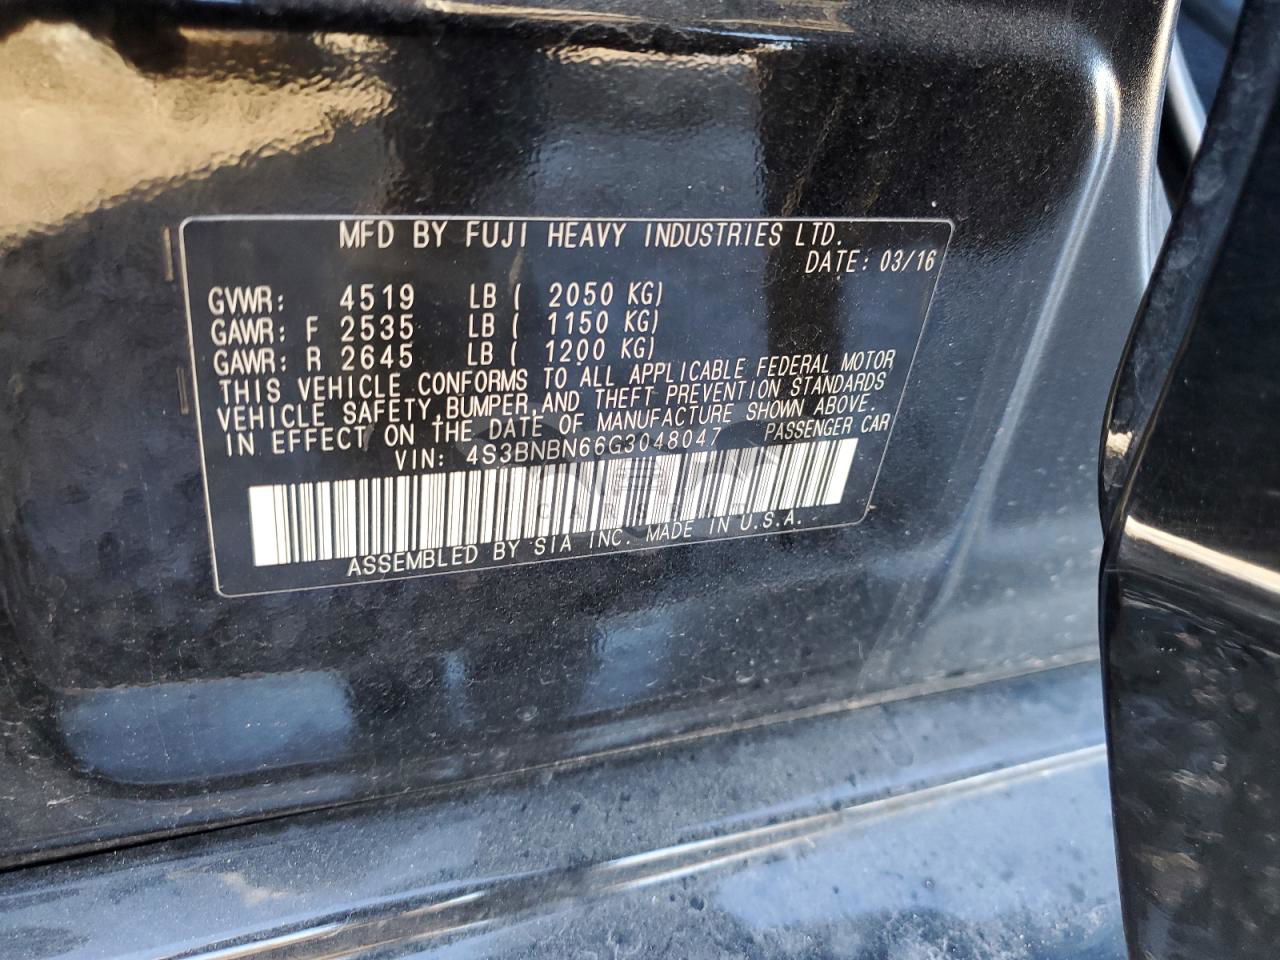 MFD BY FUJI HEAVY INDUSTRIES LTD.
DATE: 03/16
GVWR: 4519 LB ( 2050 KG)
GAWR: F 2535 LB ( 1150 KG)
GAWR: R 2645 LB ( 1200 KG)
THIS VEHICLE CONFORMS TO ALL APPLICABLE FEDERAL MOTOR
VEHICLE SAFETY,BUMPER,AND THEFT PREVENTION STANDARDS
IN EFFECT ON THE DATE OF MANUFACTURE SHOWN ABOVE.
VIN: 4S3BNBN66G3048047 PASSENGER CAR
ASSEMBLED BY SIA INC. MADE IN U.S.A.